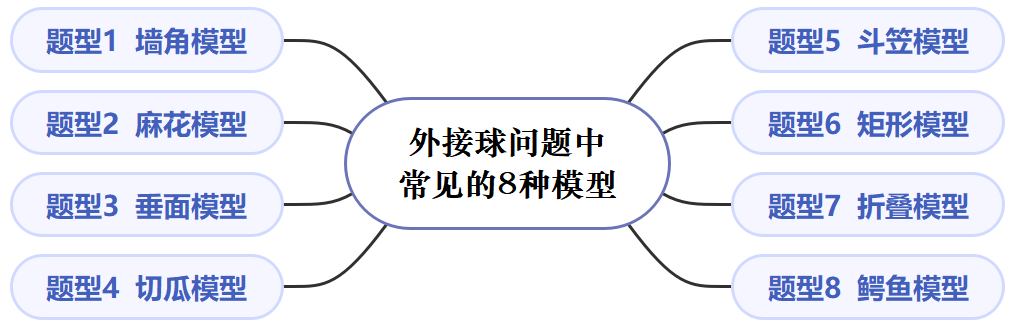 题型1 墙角模型
题型2 麻花模型
题型3 垂面模型
题型4 切瓜模型
外接球问题中
常见的8种模型
题型5 斗笠模型
题型6 矩形模型
题型7 折叠模型
题型8 鳄鱼模型